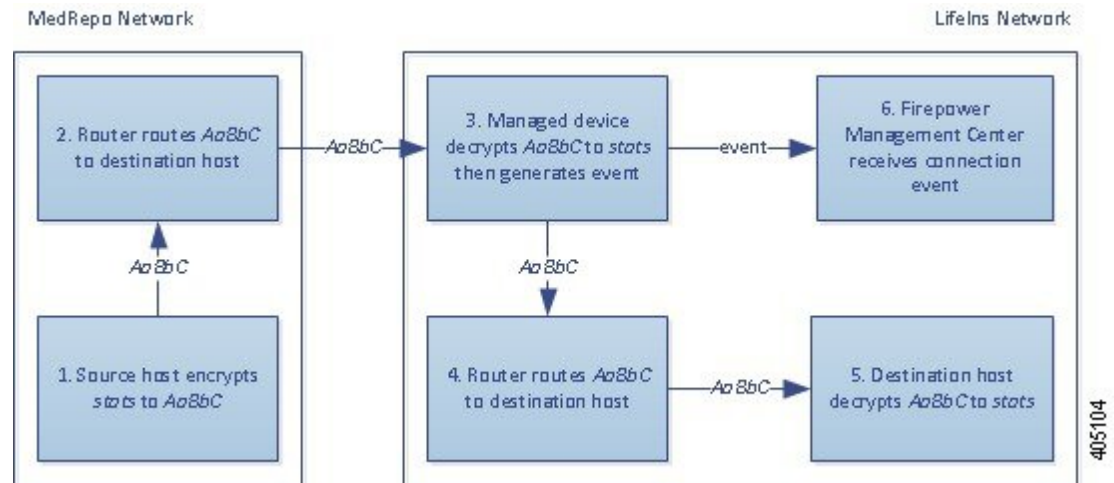 MedRepo Network
LifeIns Network
2. Router routes AaBbC
to destination host
AaBbC
3. Managed device
decrypts AaBbC to stats
then generates event
event
6. Firepower
Management Center
receives connection
event
AaBbC
AaBbC
1. Source host encrypts
stats to AaBbC
4. Router routes AaBbC
to destination host
AaBbC
5. Destination host
decrypts AaBbC to stats
405104